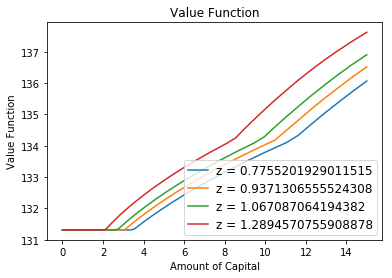 Value Function
Value Function
137
136
135
134
133
132
131
0 2 4 6 8 10 12 14
Amount of Capital
z = 0.7755201929011515
z = 0.9371306555524308
z = 1.067087064194382
z = 1.2894570755908878